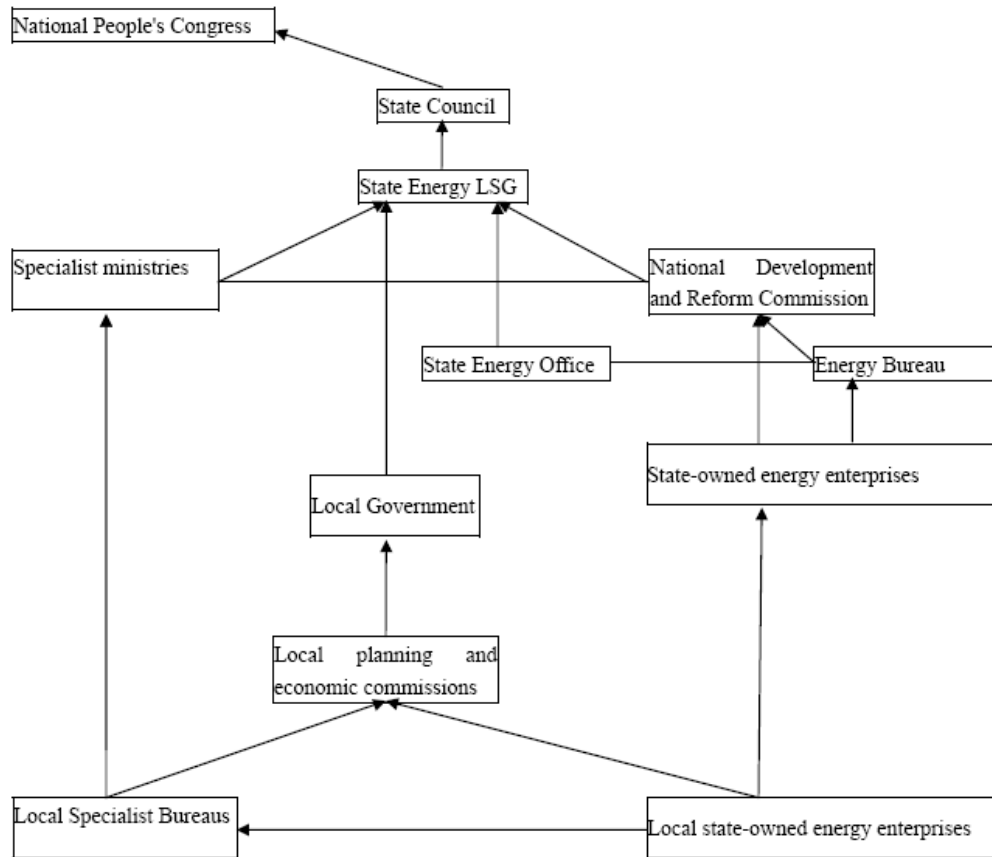 National People's Congress
State Council
State Energy LSG
Specialist ministries
National Development
and Reform Commission
State Energy Office
Energy Bureau
State-owned energy enterprises
Local Government
Local planning and
economic commissions
Local Specialist Bureaus
Local state-owned energy enterprises